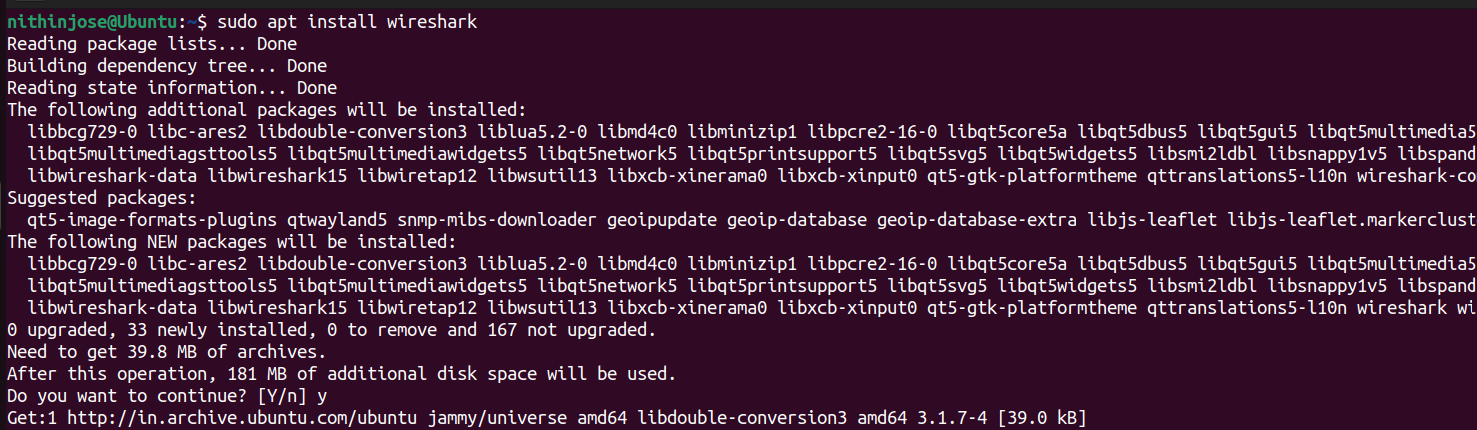 nithinjose@Ubuntu:~$ sudo apt install wireshark
Reading package lists... Done
Building dependency tree... Done
Reading state information... Done
The following additional packages will be installed:
  libbcg729-0 libc-ares2 libdouble-conversion3 liblua5.2-0 libmd4c0 libminizip1 libpcre2-16-0 libqt5core5a libqt5dbus5 libqt5gui5 libqt5multimedia5
  libqt5multimediagsttools5 libqt5multimediawidgets5 libqt5network5 libqt5printsupport5 libqt5svg5 libqt5widgets5 libsmi2ldbl libsnappy1v5 libspand
  libwireshark-data libwireshark15 libwiretap12 libwsutil13 libxcb-xinerama0 libxcb-xinput0 qt5-gtk-platformtheme qttranslations5-l10n wireshark-co
Suggested packages:
  qt5-image-formats-plugins qtwayland5 snmp-mibs-downloader geoipupdate geoip-database geoip-database-extra libjs-leaflet libjs-leaflet.markerclust
The following NEW packages will be installed:
  libbcg729-0 libc-ares2 libdouble-conversion3 liblua5.2-0 libmd4c0 libminizip1 libpcre2-16-0 libqt5core5a libqt5dbus5 libqt5gui5 libqt5multimedia5
  libqt5multimediagsttools5 libqt5multimediawidgets5 libqt5network5 libqt5printsupport5 libqt5svg5 libqt5widgets5 libsmi2ldbl libsnappy1v5 libspand
  libwireshark-data libwireshark15 libwiretap12 libwsutil13 libxcb-xinerama0 libxcb-xinput0 qt5-gtk-platformtheme qttranslations5-l10n wireshark wi
0 upgraded, 33 newly installed, 0 to remove and 167 not upgraded.
Need to get 39.8 MB of archives.
After this operation, 181 MB of additional disk space will be used.
Do you want to continue? [Y/n] y
Get:1 http://in.archive.ubuntu.com/ubuntu jammy/universe amd64 libdouble-conversion3 amd64 3.1.7-4 [39.0 kB]